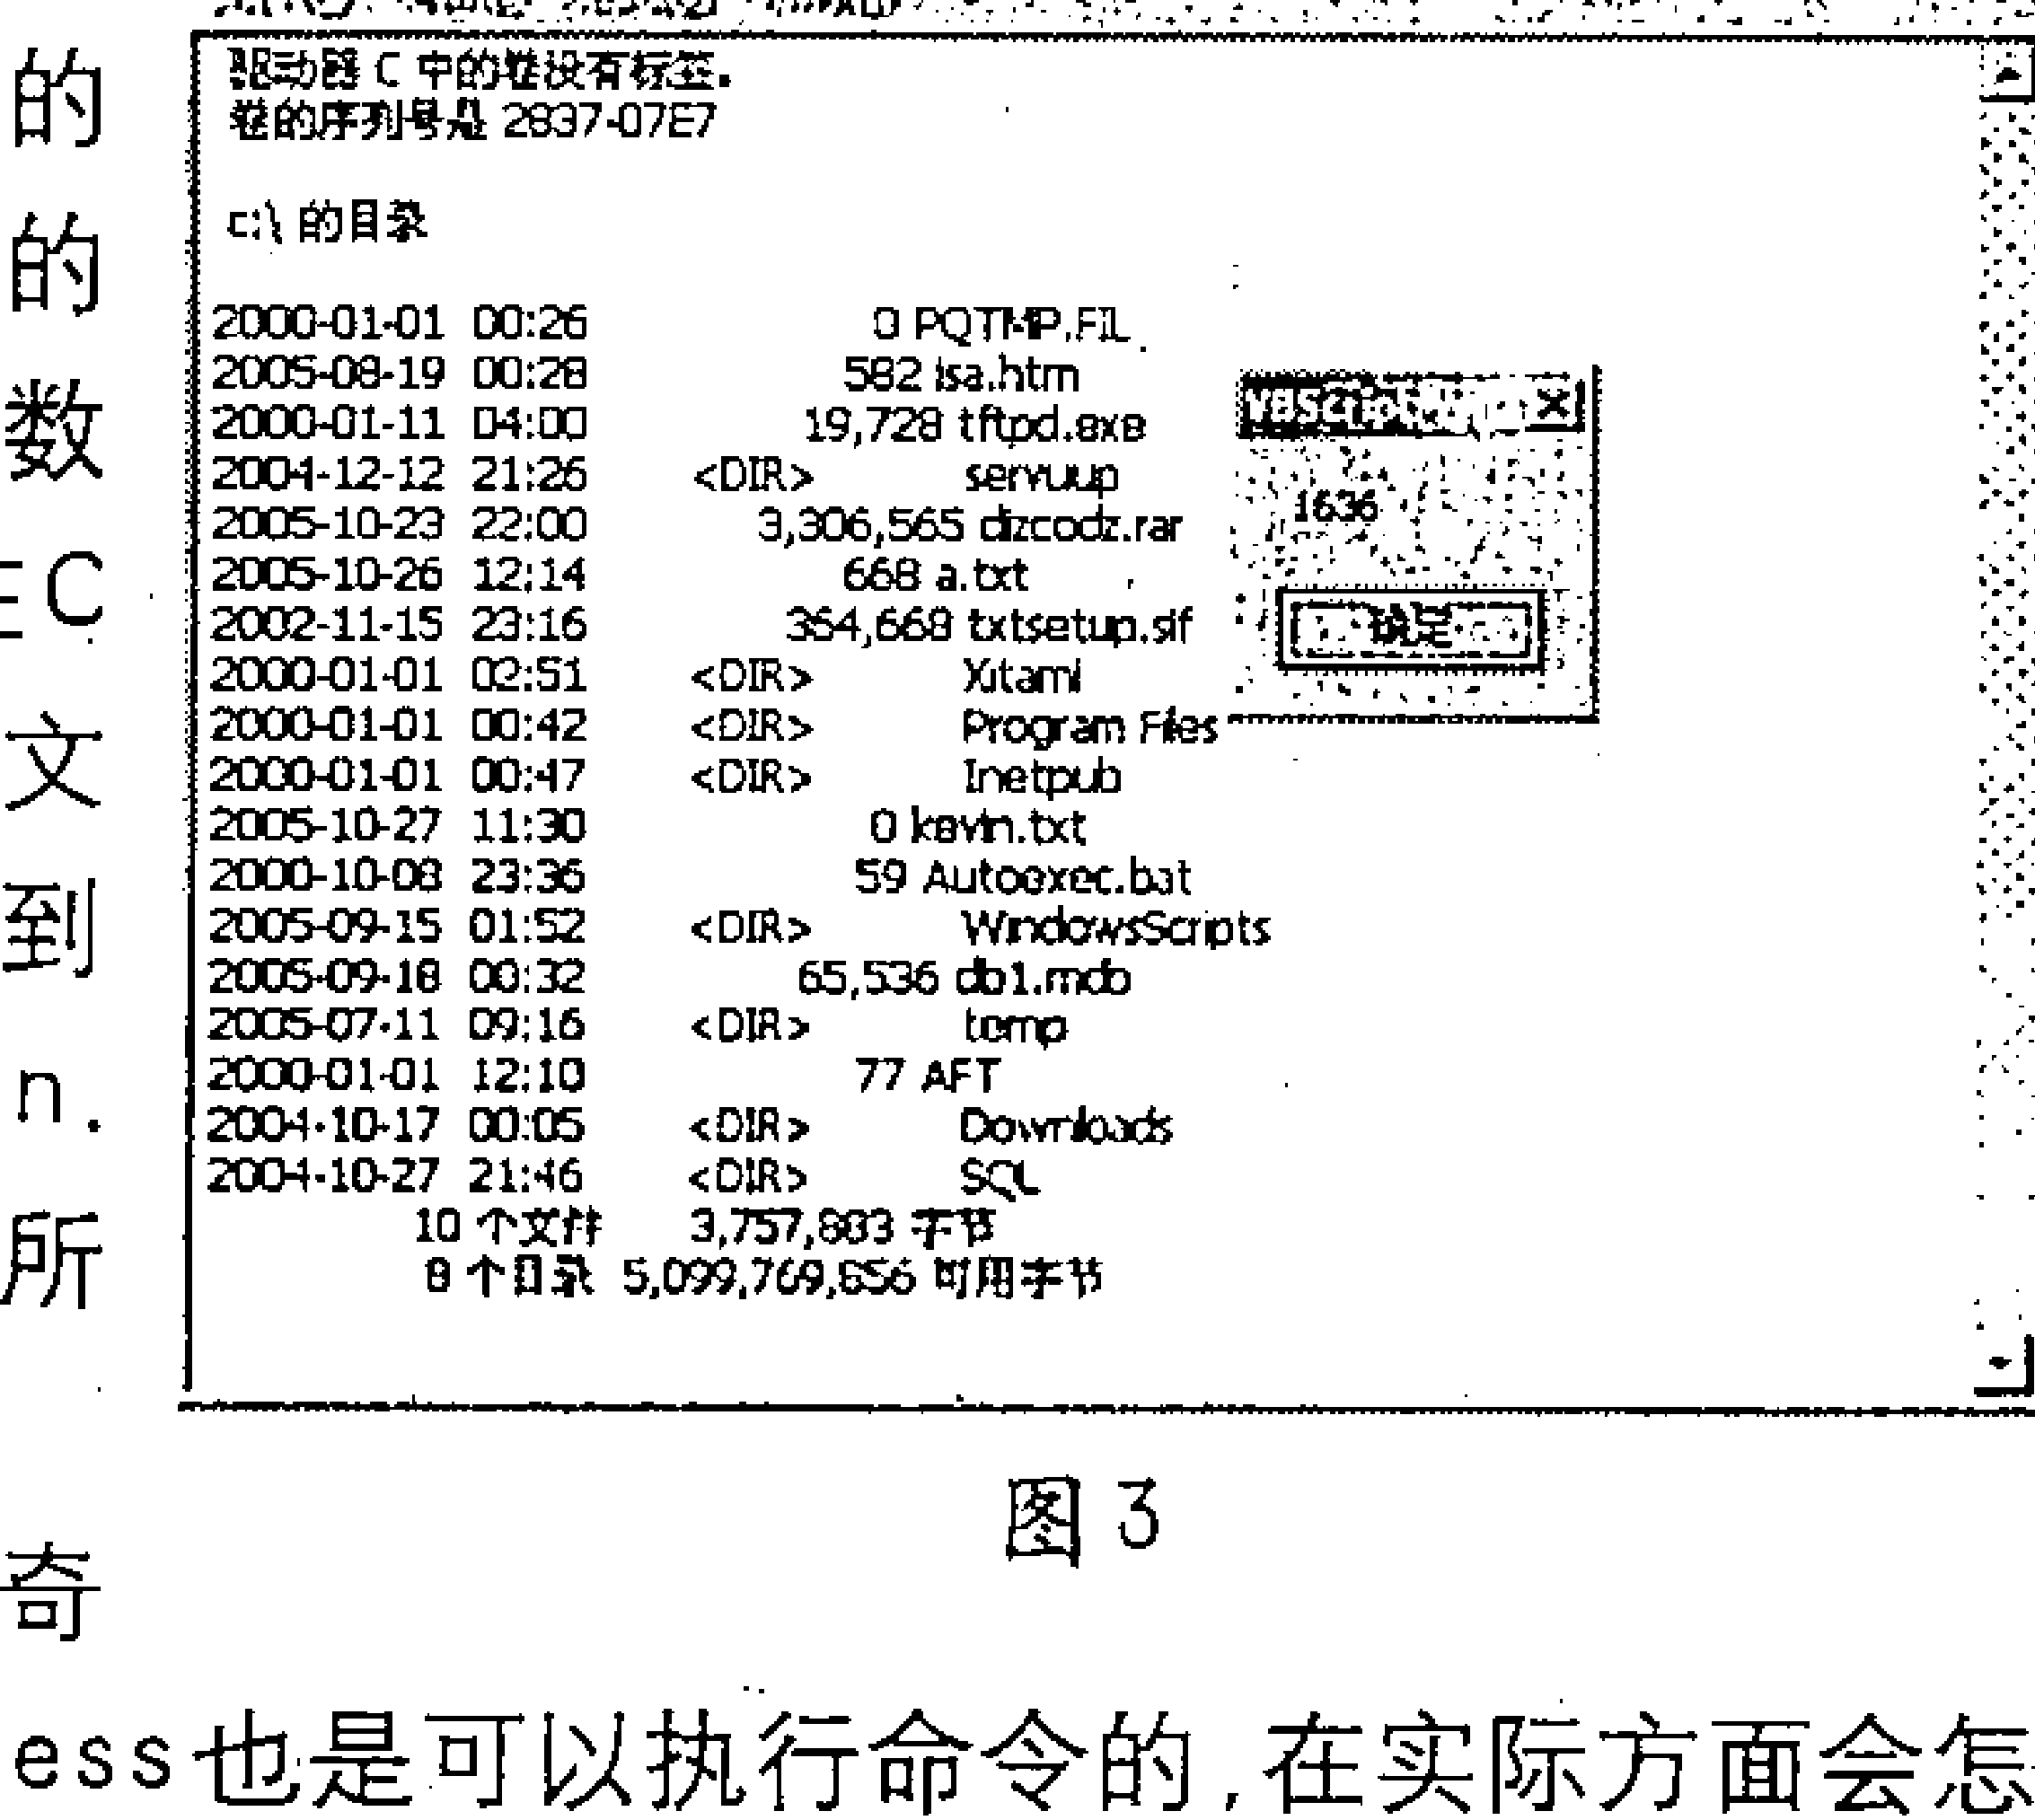 的
的
数
C
文
到
n.
所
奇
驱动器 C 中的卷没有标签.
卷的序列号是 2837-07E7
c:\ 的目录
2000-01-01 00:26 0 PQTMP.FIL
2005-08-19 00:28 582 isa.htm
2000-01-11 04:00 19,728 tftpd.exe
2004-12-12 21:26 <DIR> servuup
2005-10-23 22:00 3,306,565 dizcodz.rar
2005-10-26 12:14 668 a.txt
2002-11-15 23:16 364,668 txtsetup.sif
2000-01-01 02:51 <DIR> Xitami
2000-01-01 00:42 <DIR> Program Files
2000-01-01 00:47 <DIR> Inetpub
2005-10-27 11:30 0 kevin.txt
2000-10-08 23:36 59 Autoexec.bat
2005-09-15 01:52 <DIR> WindowsScripts
2005-09-18 00:32 65,536 db1.mdb
2005-07-11 09:16 <DIR> temp
2000-01-01 12:10 77 AFT
2004-10-17 00:05 <DIR> Downloads
2004-10-27 21:46 <DIR> SQL
10 个文件 3,757,883 字节
8 个目录 5,099,769,856 可用字节
1636
确定
图 3
ess也是可以执行命令的,在实际方面会怎